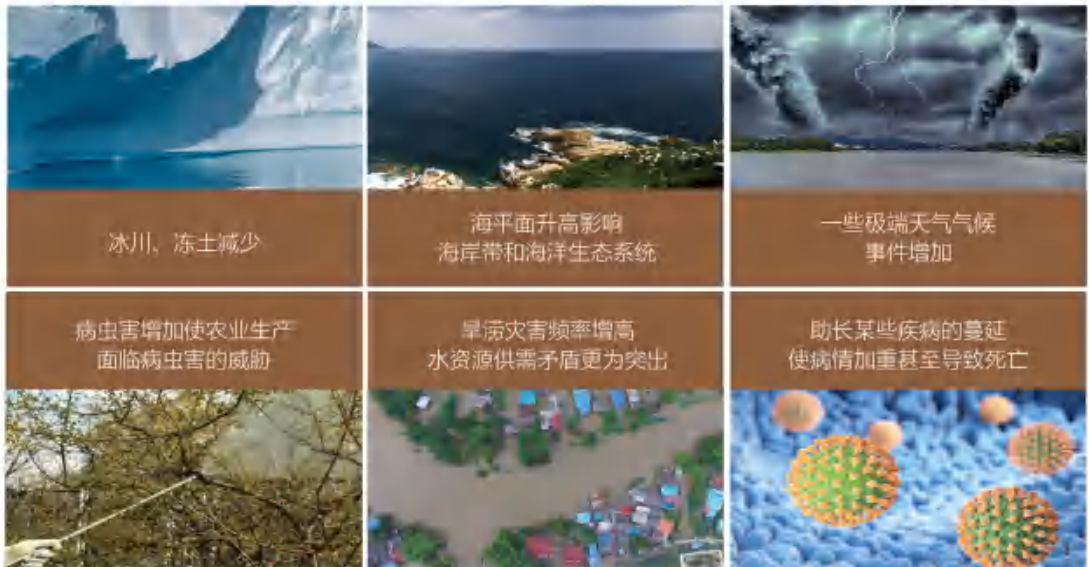 冰川、冻土减少
海平面升高影响
海岸带和海洋生态系统
一些极端天气气候
事件增加
病虫害增加使农业生产
面临病虫害的威胁
旱涝灾害频率增高
水资源供需矛盾更为突出
助长某些疾病的蔓延
使病情加重甚至导致死亡